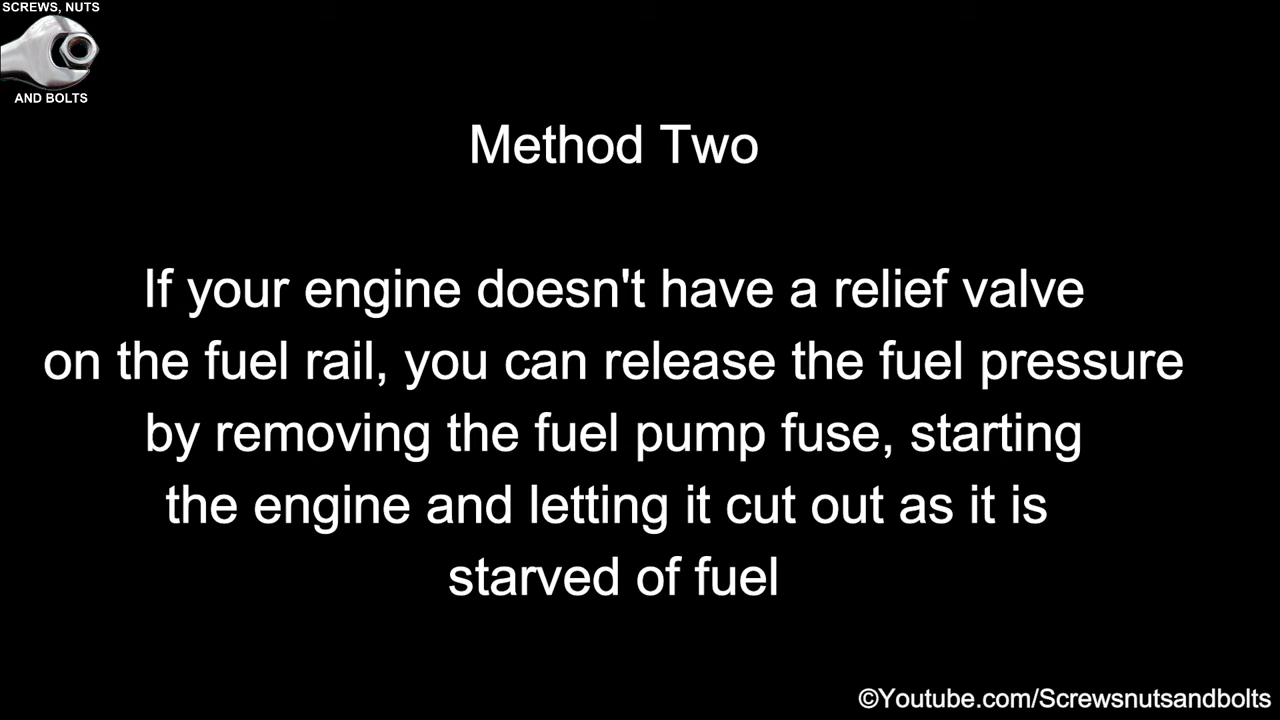 SCREWS, NUTS
AND BOLTS
Method Two
If your engine doesn't have a relief valve
on the fuel rail, you can release the fuel pressure
by removing the fuel pump fuse, starting
the engine and letting it cut out as it is
starved of fuel
©Youtube.com/Screwsnutsandbolts